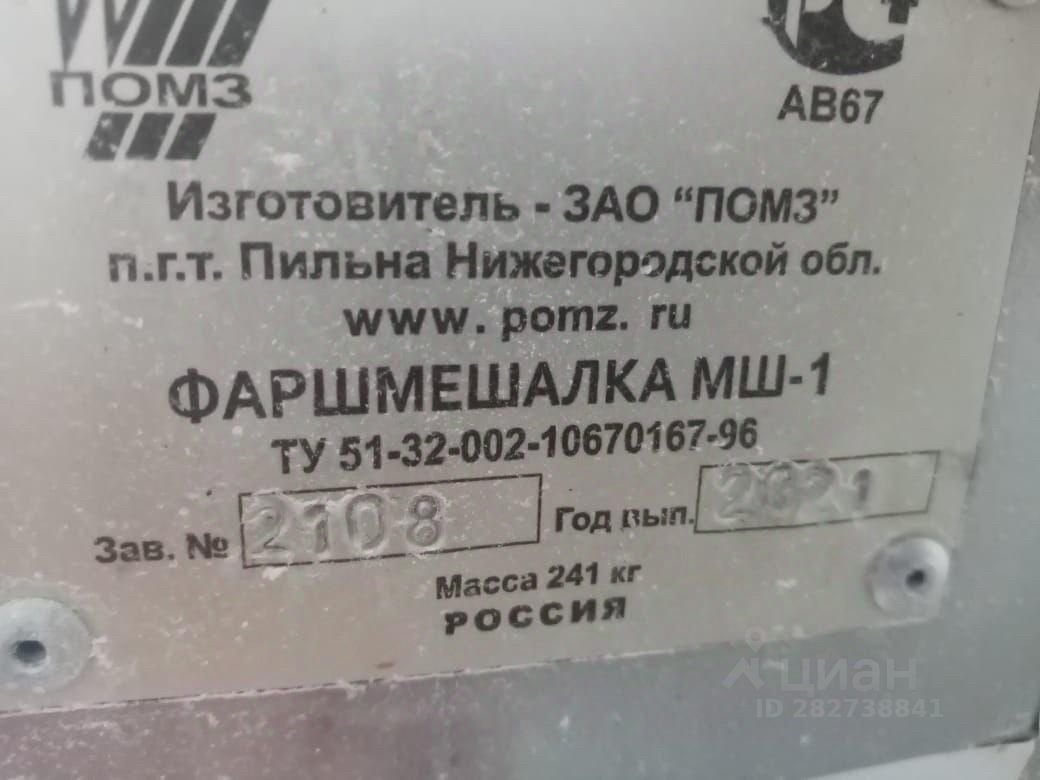 ПОМЗ
АВ67
Изготовитель - ЗАО "ПОМЗ"
п.г.т. Пильна Нижегородской обл.
www. pomz. ru
ФАРШМЕШАЛКА МШ-1
ТУ 51-32-002-10670167-96
Зав. № 2108 Год вып. 2021
Масса 241 кг
РОССИЯ
циан
ID 282738841